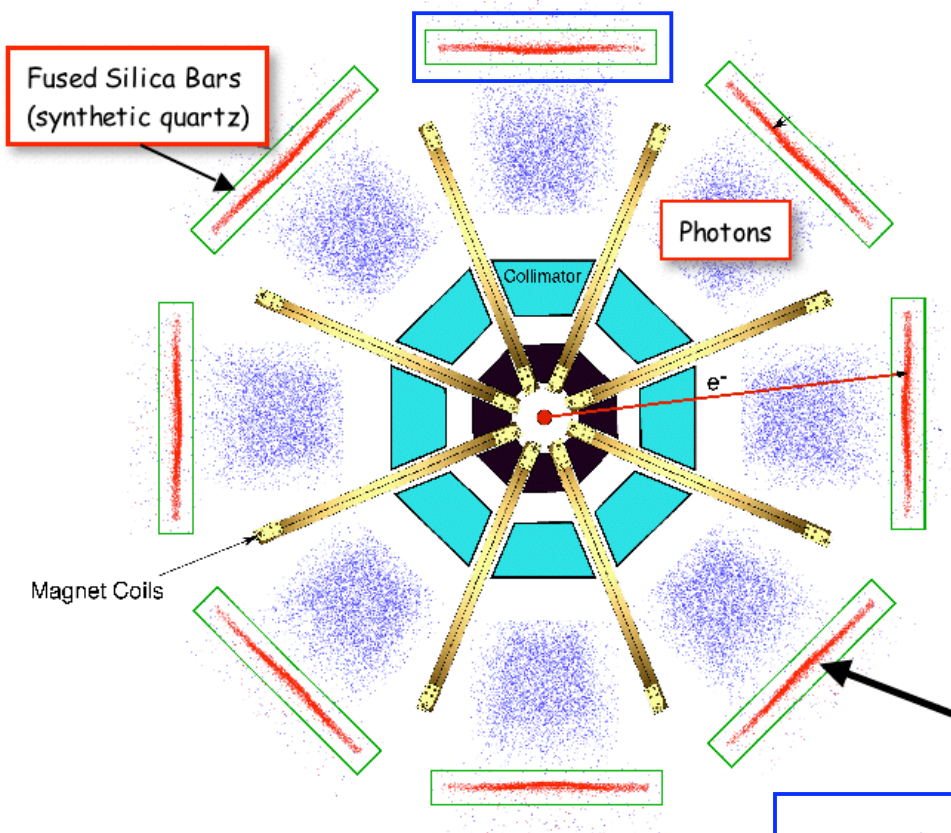 Fused Silica Bars
(synthetic quartz)
Photons
Collimator
e-
Magnet Coils